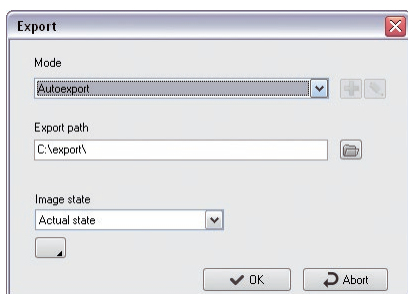 Export
Mode
Autoexport
Export path
C:\export\
Image state
Actual state
OK
Abort